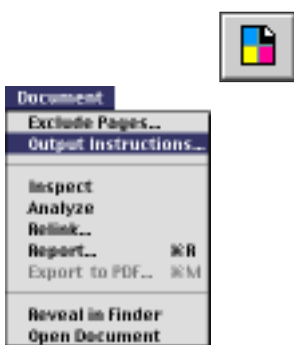 Document
Exclude Pages...
Output Instructions...
Inspect
Analyze
Relink...
Report... ⌘R
Export to PDF... ⌘M
Reveal in Finder
Open Document